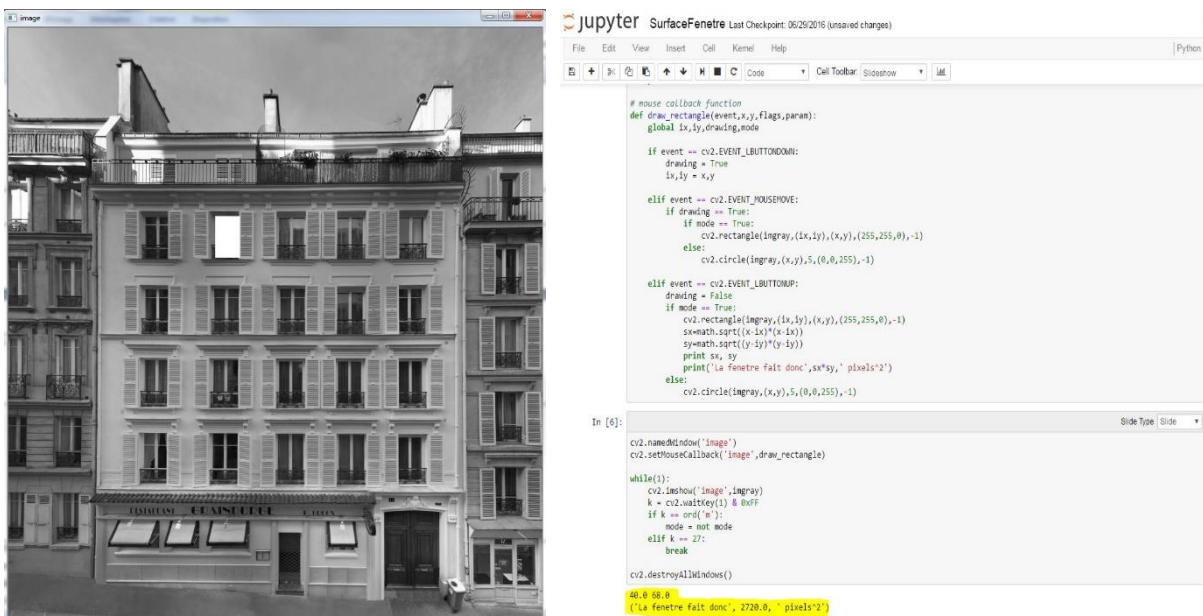 image
RESTAURANT GRAINDORGE
jupyter SurfaceFenetre Last Checkpoint: 06/29/2016 (unsaved changes)
File Edit View Insert Cell Kernel Help
Python
Code Cell Toolbar: Slideshow
# mouse callback function
def draw_rectangle(event,x,y,flags,param):
    global ix,iy,drawing,mode
    if event == cv2.EVENT_LBUTTONDOWN:
        drawing = True
        ix,iy = x,y
    elif event == cv2.EVENT_MOUSEMOVE:
        if drawing == True:
            if mode == True:
                cv2.rectangle(imgray,(ix,iy),(x,y),(255,255,0),-1)
            else:
                cv2.circle(imgray,(x,y),5,(0,0,255),-1)
    elif event == cv2.EVENT_LBUTTONUP:
        drawing = False
        if mode == True:
            cv2.rectangle(imgray,(ix,iy),(x,y),(255,255,0),-1)
            sx=math.sqrt((x-ix)*(x-ix))
            sy=math.sqrt((y-iy)*(y-iy))
            print sx, sy
            print('La fenetre fait donc',sx*sy,' pixels^2')
        else:
            cv2.circle(imgray,(x,y),5,(0,0,255),-1)
In [6]:
Slide Type Slide
cv2.namedWindow('image')
cv2.setMouseCallback('image',draw_rectangle)
while(1):
    cv2.imshow('image',imgray)
    k = cv2.waitKey(1) & 0xFF
    if k == ord('m'):
        mode = not mode
    elif k == 27:
        break
cv2.destroyAllWindows()
40.0 68.0
('La fenetre fait donc', 2720.0, ' pixels^2')